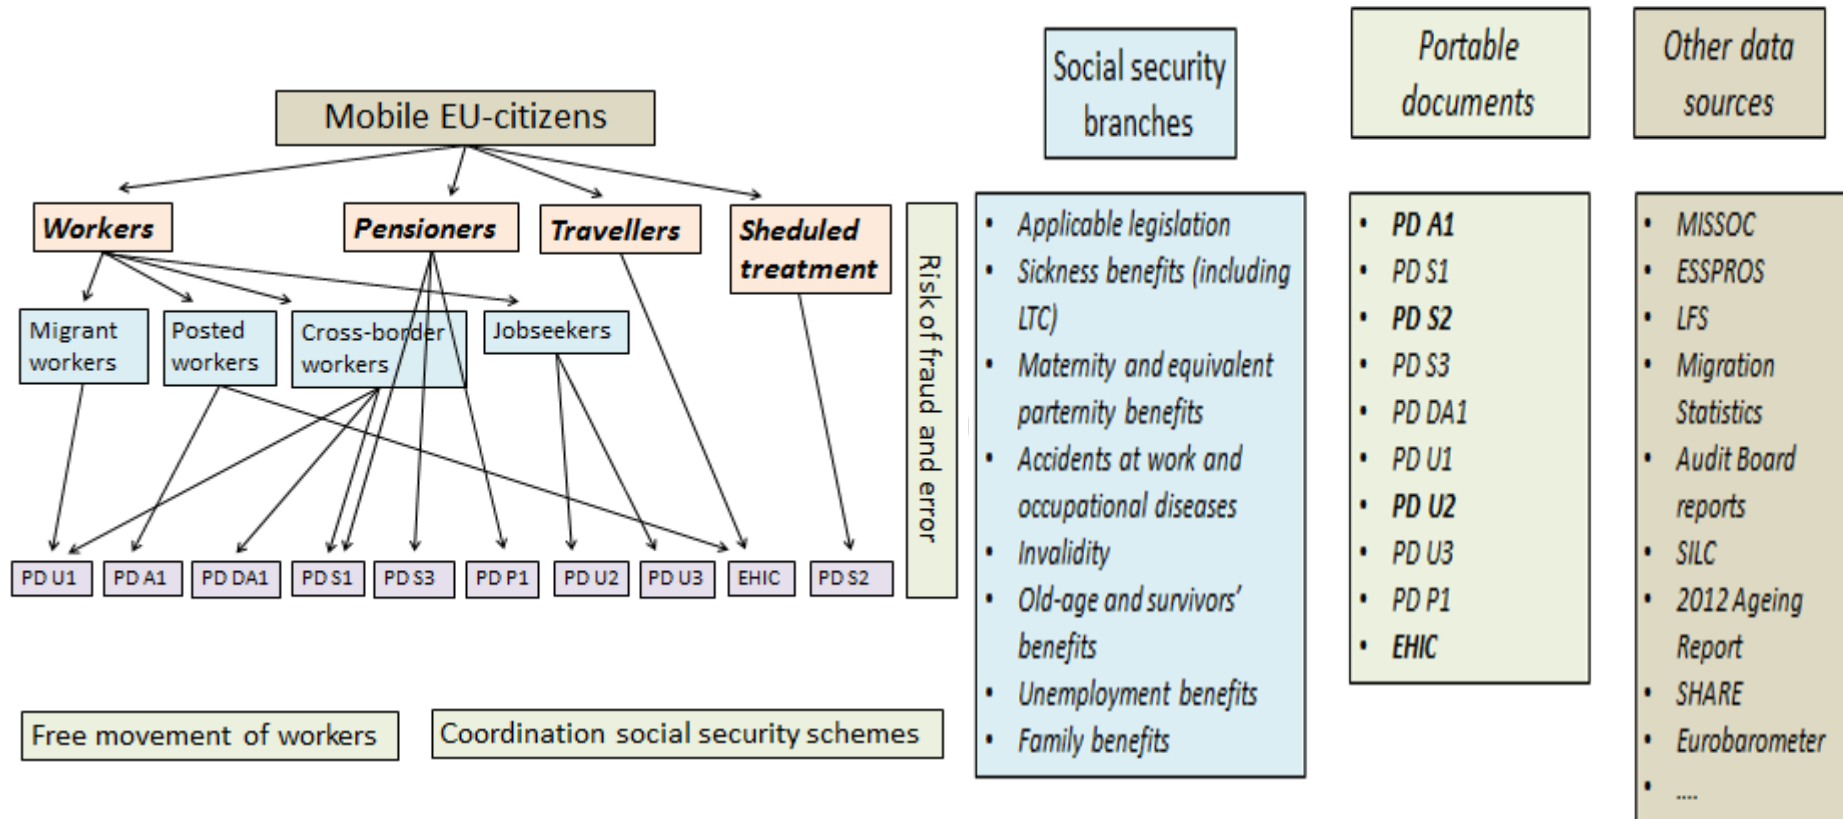 Mobile EU-citizens
Workers
Pensioners
Travellers
Sheduled
treatment
Migrant
workers
Posted
workers
Cross-border
workers
Jobseekers
PD U1
PD A1
PD DA1
PD S1
PD S3
PD P1
PD U2
PD U3
EHIC
PD S2
Risk of fraud and error
Free movement of workers
Coordination social security schemes
Social security
branches
• Applicable legislation
• Sickness benefits (including
LTC)
• Maternity and equivalent
parternity benefits
• Accidents at work and
occupational diseases
• Invalidity
• Old-age and survivors’
benefits
• Unemployment benefits
• Family benefits
Portable
documents
• PD A1
• PD S1
• PD S2
• PD S3
• PD DA1
• PD U1
• PD U2
• PD U3
• PD P1
• EHIC
Other data
sources
• MISSOC
• ESSPROS
• LFS
• Migration
Statistics
• Audit Board
reports
• SILC
• 2012 Ageing
Report
• SHARE
• Eurobarometer
• ....